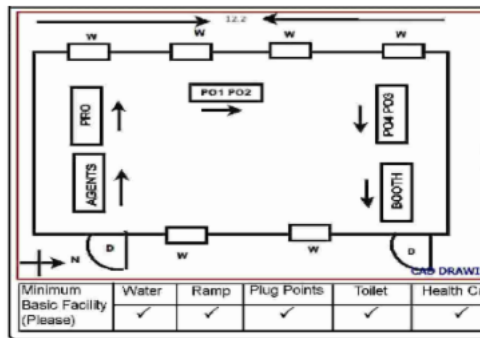 12.2
W W W W
PRO
PO1 PO2
PO4 PO3
AGENTS
BOOTH
W W
D D
N
CAD DRAWI
Minimum Basic Facility (Please) Water Ramp Plug Points Toilet Health Ca
✓ ✓ ✓ ✓ ✓